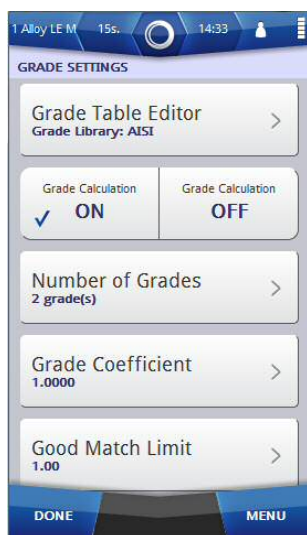 1 Alloy LE M 15s. 14:33
GRADE SETTINGS
Grade Table Editor
Grade Library: AISI
Grade Calculation Grade Calculation
ON OFF
Number of Grades
2 grade(s)
Grade Coefficient
1.0000
Good Match Limit
1.00
DONE MENU